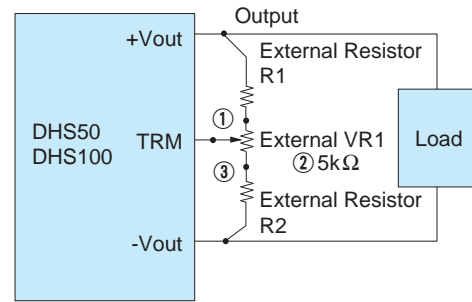 Output
+Vout
External Resistor
R1
①
DHS50
DHS100
TRM
External VR1
② 5kΩ
Load
③
External Resistor
R2
-Vout